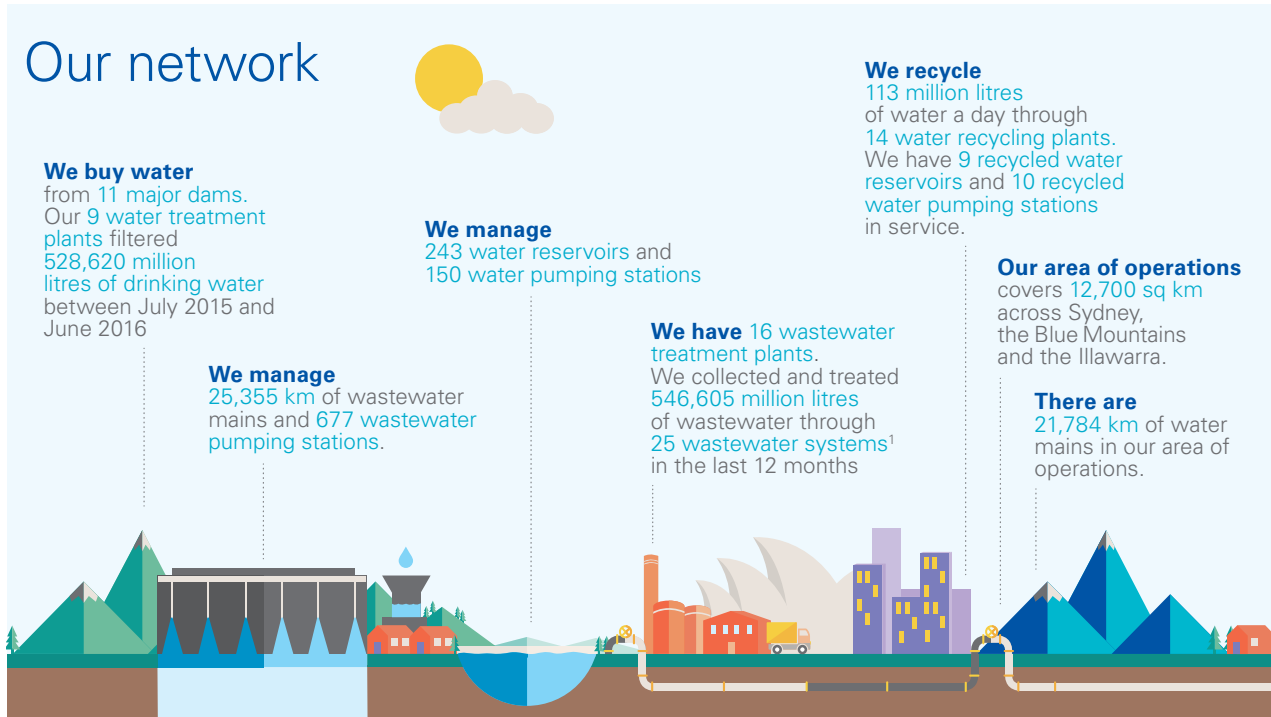 Our network
We buy water
from 11 major dams.
Our 9 water treatment
plants filtered
528,620 million
litres of drinking water
between July 2015 and
June 2016
We manage
25,355 km of wastewater
mains and 677 wastewater
pumping stations.
We manage
243 water reservoirs and
150 water pumping stations
We have 16 wastewater
treatment plants.
We collected and treated
546,605 million litres
of wastewater through
25 wastewater systems¹
in the last 12 months
We recycle
113 million litres
of water a day through
14 water recycling plants.
We have 9 recycled water
reservoirs and 10 recycled
water pumping stations
in service.
Our area of operations
covers 12,700 sq km
across Sydney,
the Blue Mountains
and the Illawarra.
There are
21,784 km of water
mains in our area of
operations.